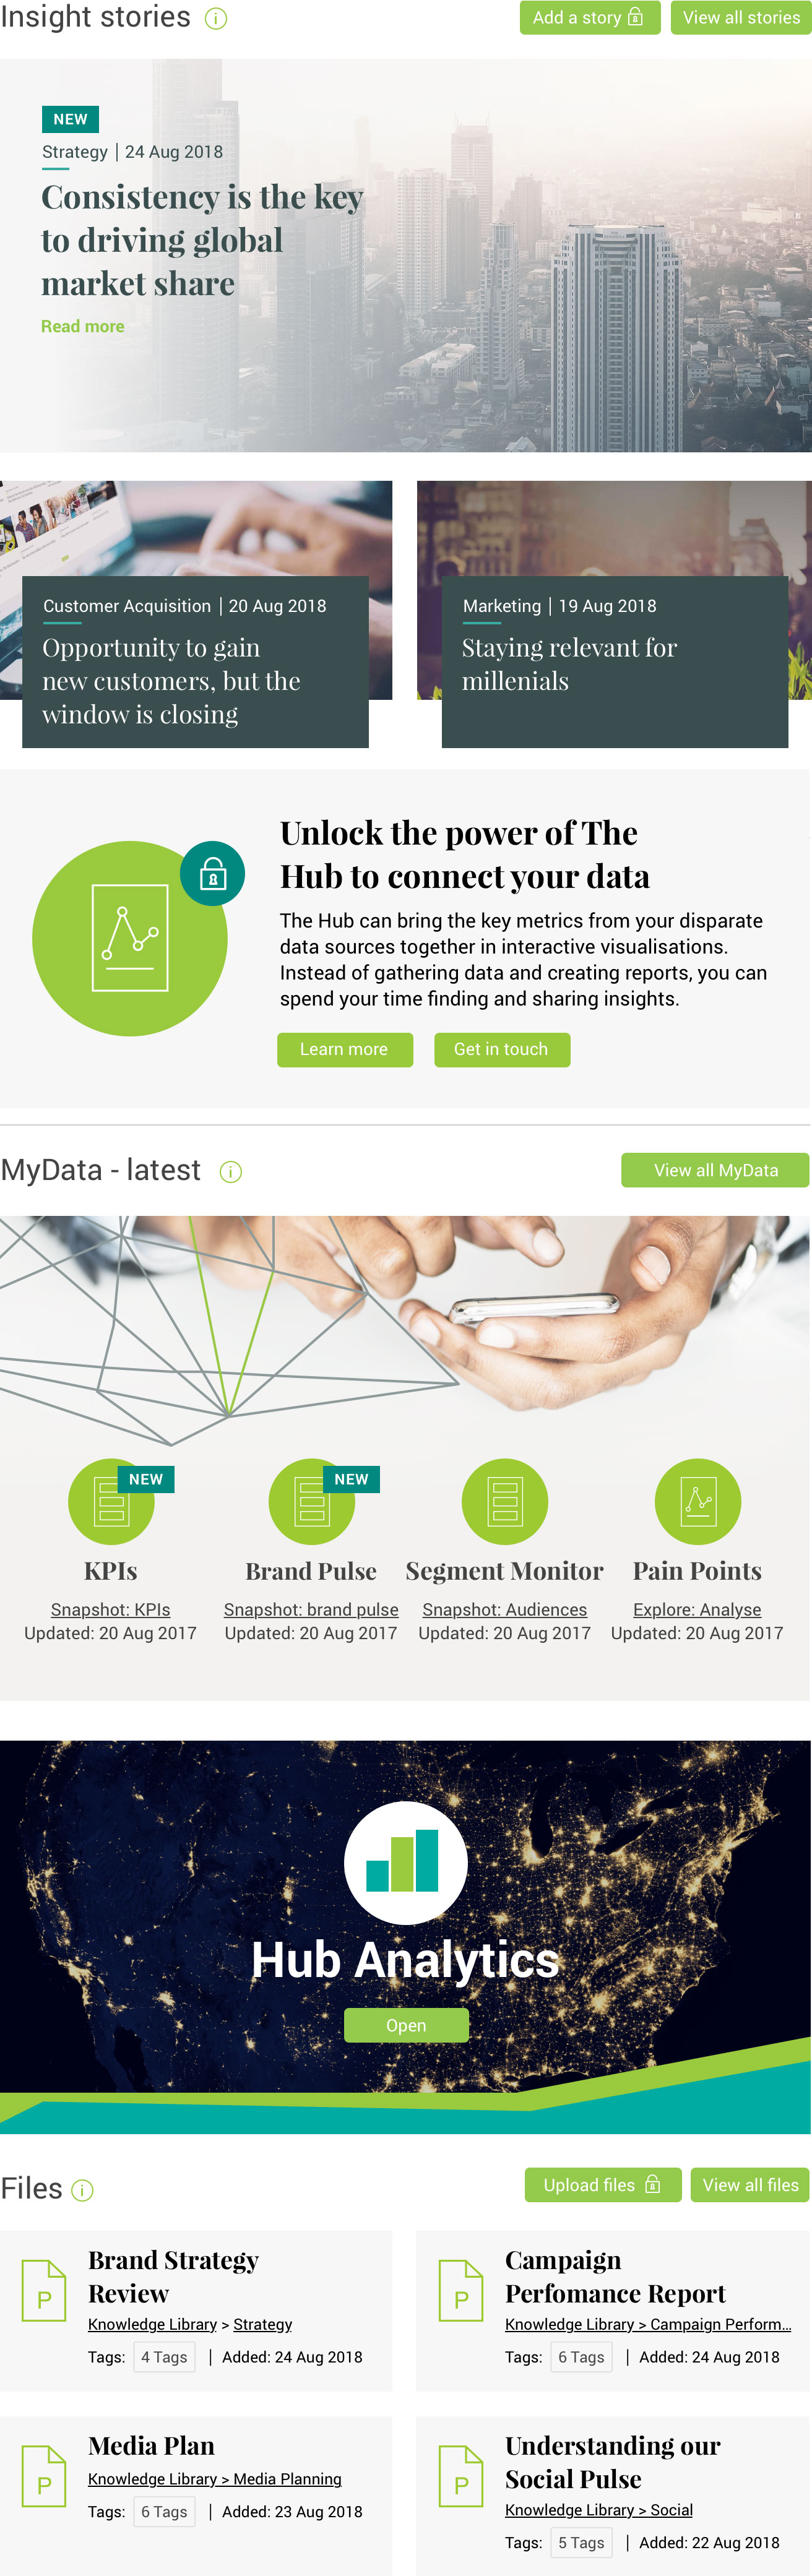 Insight stories
Add a story
View all stories
NEW
Strategy | 24 Aug 2018
Consistency is the key
to driving global
market share
Read more
Customer Acquisition | 20 Aug 2018
Opportunity to gain
new customers, but the
window is closing
Marketing | 19 Aug 2018
Staying relevant for
millenials
Unlock the power of The
Hub to connect your data
The Hub can bring the key metrics from your disparate
data sources together in interactive visualisations.
Instead of gathering data and creating reports, you can
spend your time finding and sharing insights.
Learn more
Get in touch
MyData - latest
View all MyData
NEW
KPIs
Snapshot: KPIs
Updated: 20 Aug 2017
NEW
Brand Pulse
Snapshot: brand pulse
Updated: 20 Aug 2017
Segment Monitor
Snapshot: Audiences
Updated: 20 Aug 2017
Pain Points
Explore: Analyse
Updated: 20 Aug 2017
Hub Analytics
Open
Files
Upload files
View all files
P
Brand Strategy
Review
Knowledge Library > Strategy
Tags: 4 Tags | Added: 24 Aug 2018
P
Campaign
Perfomance Report
Knowledge Library > Campaign Perform...
Tags: 6 Tags | Added: 24 Aug 2018
P
Media Plan
Knowledge Library > Media Planning
Tags: 6 Tags | Added: 23 Aug 2018
P
Understanding our
Social Pulse
Knowledge Library > Social
Tags: 5 Tags | Added: 22 Aug 2018